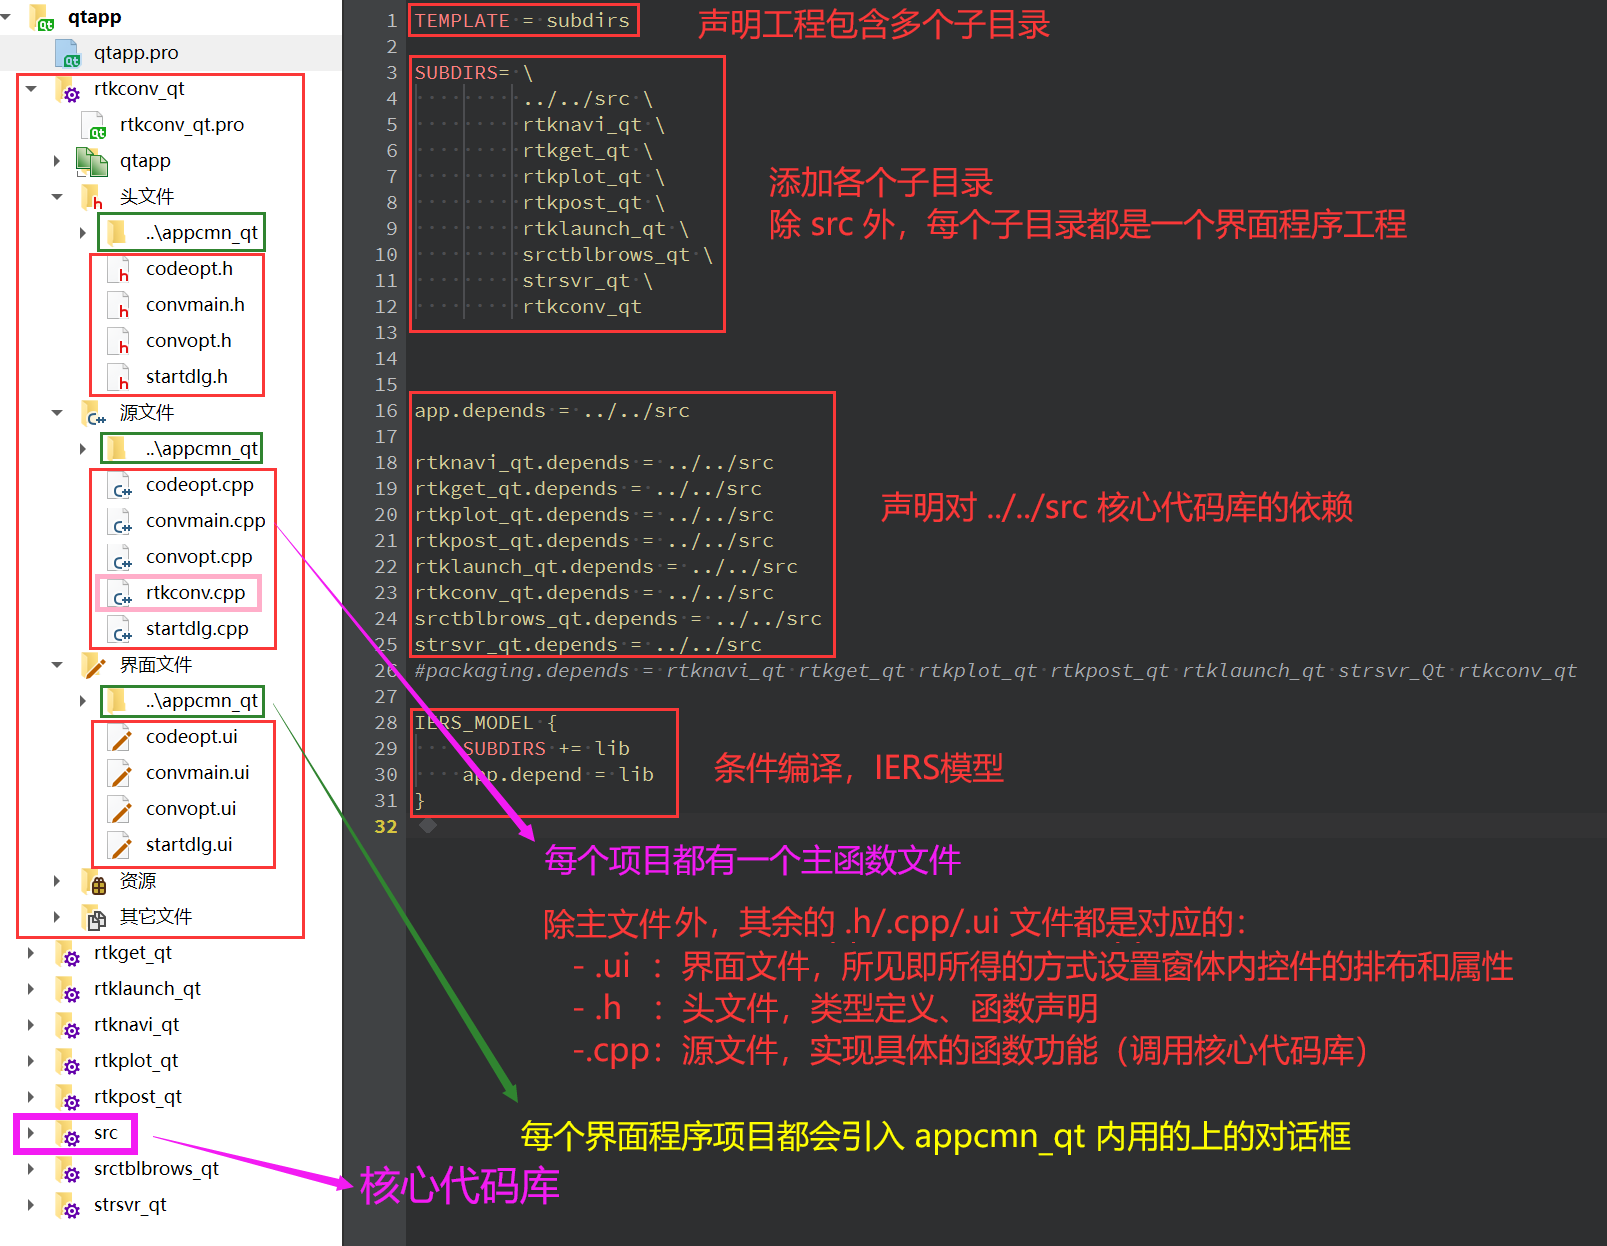 qtapp
qtapp.pro
rtkconv_qt
rtkconv_qt.pro
qtapp
头文件
..\appcmn_qt
codeopt.h
convmain.h
convopt.h
startdlg.h
源文件
..\appcmn_qt
codeopt.cpp
convmain.cpp
convopt.cpp
rtkconv.cpp
startdlg.cpp
界面文件
..\appcmn_qt
codeopt.ui
convmain.ui
convopt.ui
startdlg.ui
资源
其它文件
rtkget_qt
rtklaunch_qt
rtknavi_qt
rtkplot_qt
rtkpost_qt
src
srctblbrows_qt
strsvr_qt
1 TEMPLATE = subdirs
2
3 SUBDIRS= \
4 ../../src \
5 rtknavi_qt \
6 rtkget_qt \
7 rtkplot_qt \
8 rtkpost_qt \
9 rtklaunch_qt \
10 srctblbrows_qt \
11 strsvr_qt \
12 rtkconv_qt
13
14
15
16 app.depends = ../../src
17
18 rtknavi_qt.depends = ../../src
19 rtkget_qt.depends = ../../src
20 rtkplot_qt.depends = ../../src
21 rtkpost_qt.depends = ../../src
22 rtklaunch_qt.depends = ../../src
23 rtkconv_qt.depends = ../../src
24 srctblbrows_qt.depends = ../../src
25 strsvr_qt.depends = ../../src
26 #packaging.depends = rtknavi_qt rtkget_qt rtkplot_qt rtkpost_qt rtklaunch_qt strsvr_Qt rtkconv_qt
27
28 IERS_MODEL {
29 SUBDIRS += lib
30 app.depend = lib
31 }
32
声明工程包含多个子目录
添加各个子目录
除 src 外，每个子目录都是一个界面程序工程
声明对 ../../src 核心代码库的依赖
条件编译，IERS模型
每个项目都有一个主函数文件
除主文件外，其余的 .h/.cpp/.ui 文件都是对应的：
- .ui ：界面文件，所见即所得的方式设置窗体内控件的排布和属性
- .h ：头文件，类型定义、函数声明
-.cpp：源文件，实现具体的函数功能（调用核心代码库）
每个界面程序项目都会引入 appcmn_qt 内用的上的对话框
核心代码库